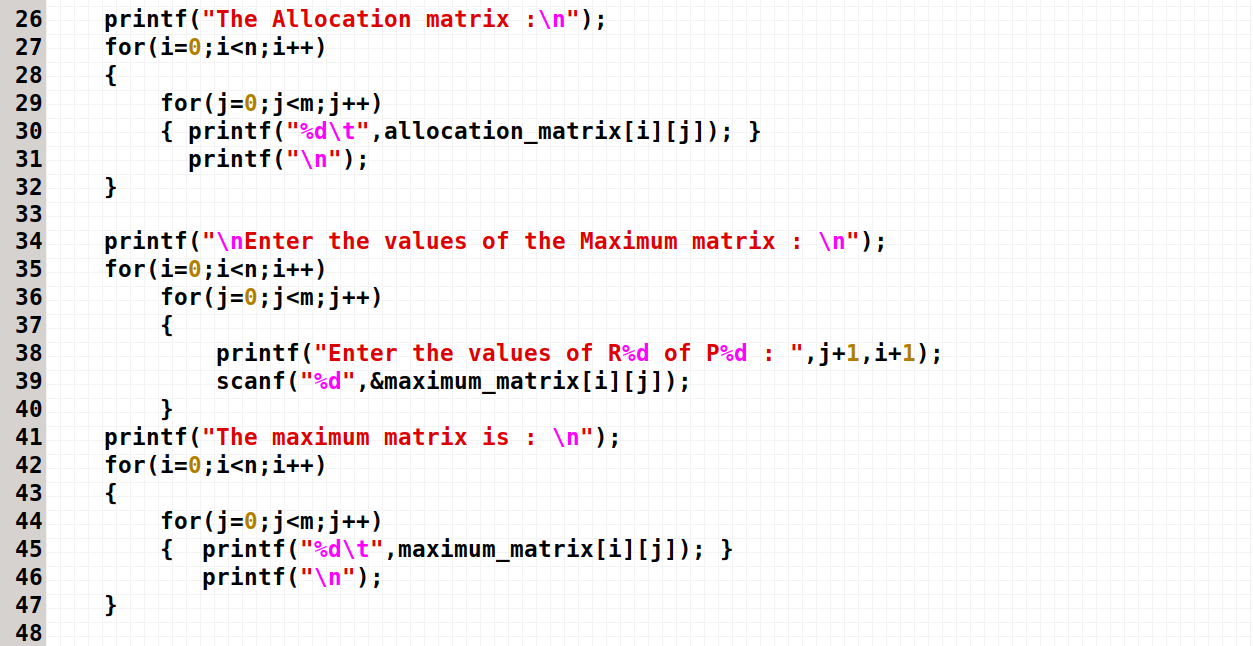 26    printf("The Allocation matrix :\n");
27    for(i=0;i<n;i++)
28    {
29        for(j=0;j<m;j++)
30        { printf("%d\t",allocation_matrix[i][j]); }
31          printf("\n");
32    }
33
34    printf("\nEnter the values of the Maximum matrix : \n");
35    for(i=0;i<n;i++)
36        for(j=0;j<m;j++)
37        {
38            printf("Enter the values of R%d of P%d : ",j+1,i+1);
39            scanf("%d",&maximum_matrix[i][j]);
40        }
41    printf("The maximum matrix is : \n");
42    for(i=0;i<n;i++)
43    {
44        for(j=0;j<m;j++)
45        {  printf("%d\t",maximum_matrix[i][j]); }
46           printf("\n");
47    }
48